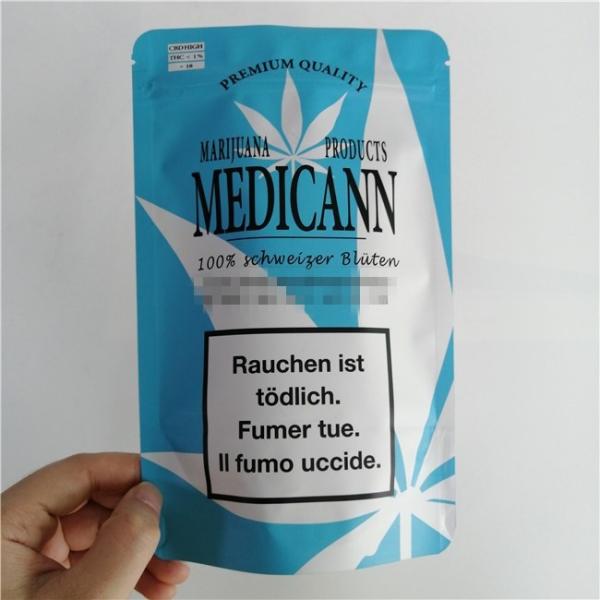 CBD HIGH
THC < 1%
PREMIUM QUALITY
MARIJUANA PRODUCTS
MEDICANN
100% schweizer Blüten
Rauchen ist
tödlich.
Fumer tue.
Il fumo uccide.